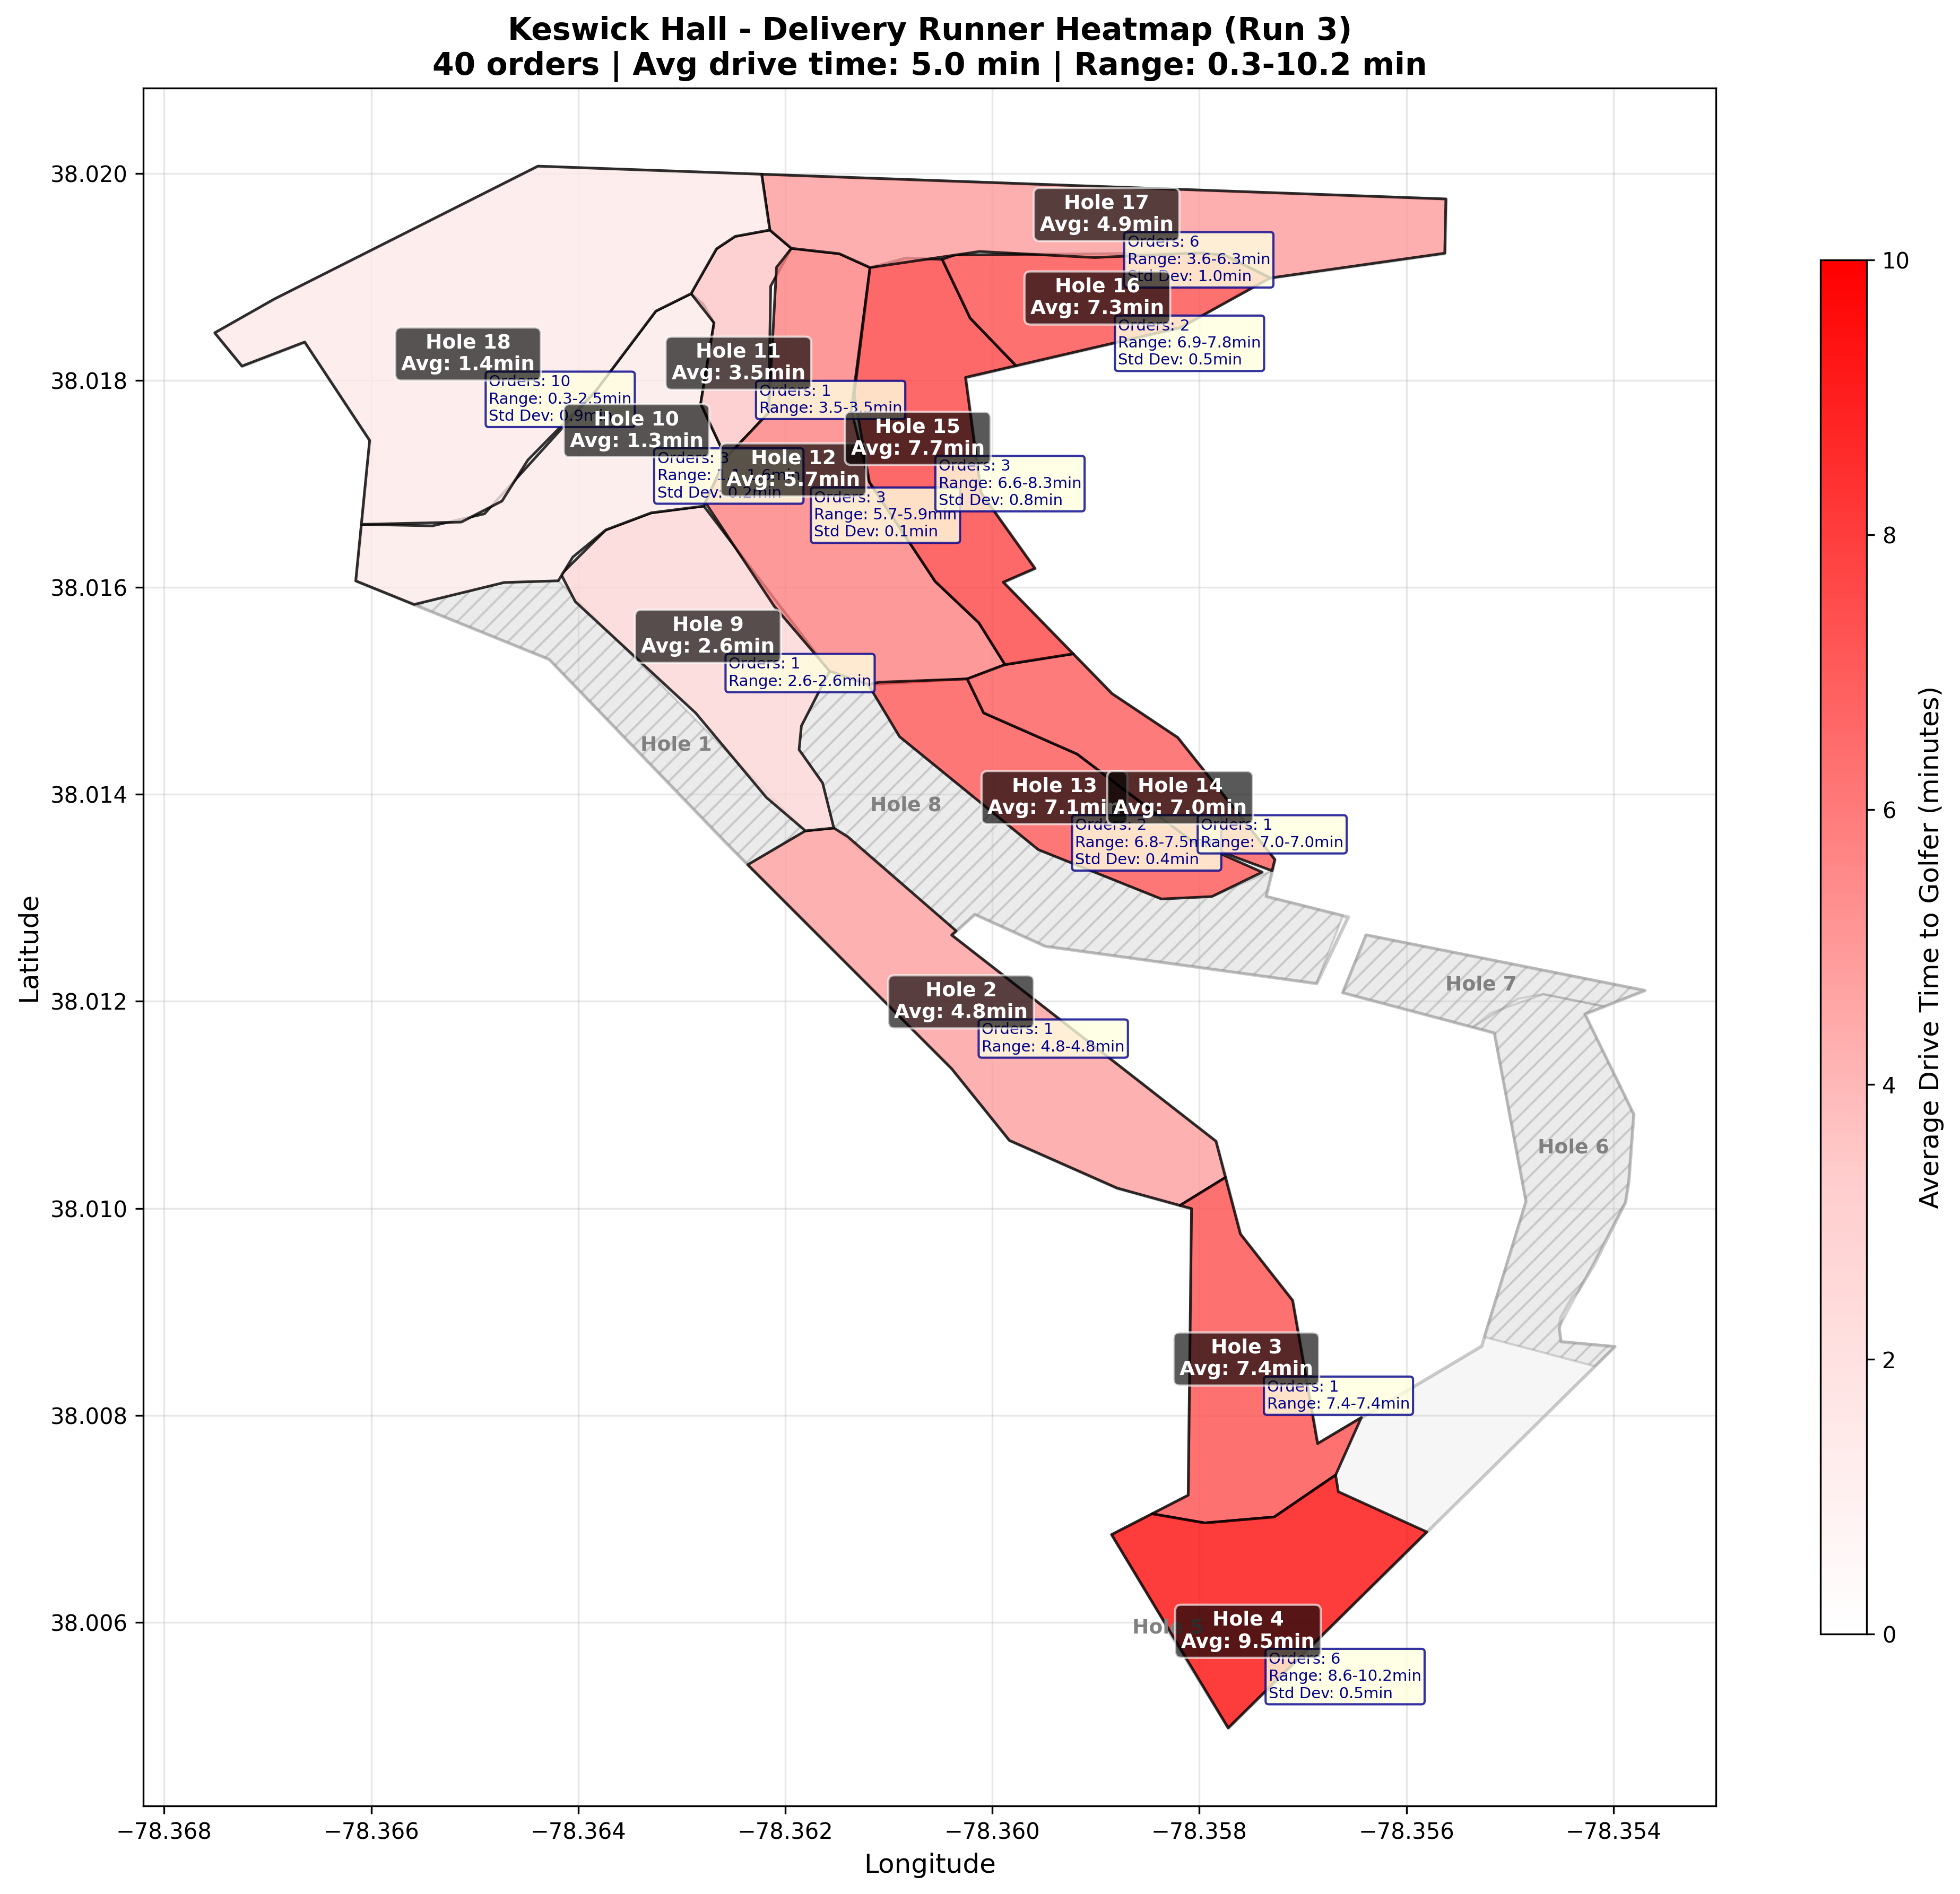 Keswick Hall - Delivery Runner Heatmap (Run 3)
40 orders | Avg drive time: 5.0 min | Range: 0.3-10.2 min
Hole 17
Avg: 4.9min
Orders: 6
Range: 3.6-6.3min
Std Dev: 1.0min
Hole 16
Avg: 7.3min
Orders: 2
Range: 6.9-7.8min
Std Dev: 0.5min
Hole 18
Avg: 1.4min
Orders: 10
Range: 0.3-2.5min
Std Dev: 0.9min
Hole 11
Avg: 3.5min
Orders: 1
Range: 3.5-3.5min
Hole 10
Avg: 1.3min
Orders: 3
Range:
Std Dev: 0.2min
Hole 15
Avg: 7.7min
Orders: 3
Range: 6.6-8.3min
Std Dev: 0.8min
Hole 12
Avg: 5.7min
Orders: 3
Range: 5.7-5.9min
Std Dev: 0.1min
Hole 9
Avg: 2.6min
Orders: 1
Range: 2.6-2.6min
Hole 1
Hole 8
Hole 13
Avg: 7.1min
Orders: 2
Range: 6.8-7.5min
Std Dev: 0.4min
Hole 14
Avg: 7.0min
Orders: 1
Range: 7.0-7.0min
Hole 7
Hole 2
Avg: 4.8min
Orders: 1
Range: 4.8-4.8min
Hole 6
Hole 3
Avg: 7.4min
Orders: 1
Range: 7.4-7.4min
Hole 5
Hole 4
Avg: 9.5min
Orders: 6
Range: 8.6-10.2min
Std Dev: 0.5min
38.020
38.018
38.016
38.014
38.012
38.010
38.008
38.006
Latitude
−78.368
−78.366
−78.364
−78.362
−78.360
−78.358
−78.356
−78.354
Longitude
10
8
6
4
2
0
Average Drive Time to Golfer (minutes)